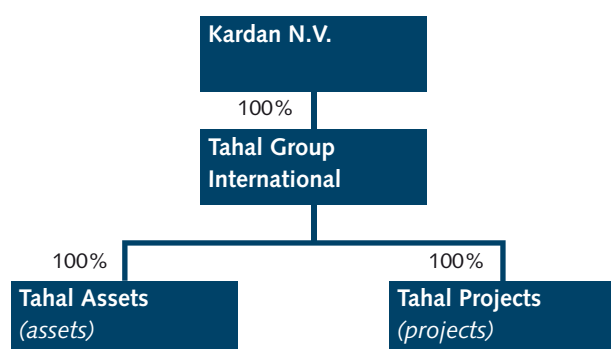 Kardan N.V.
100%
Tahal Group
International
100%
100%
Tahal Assets
(assets)
Tahal Projects
(projects)